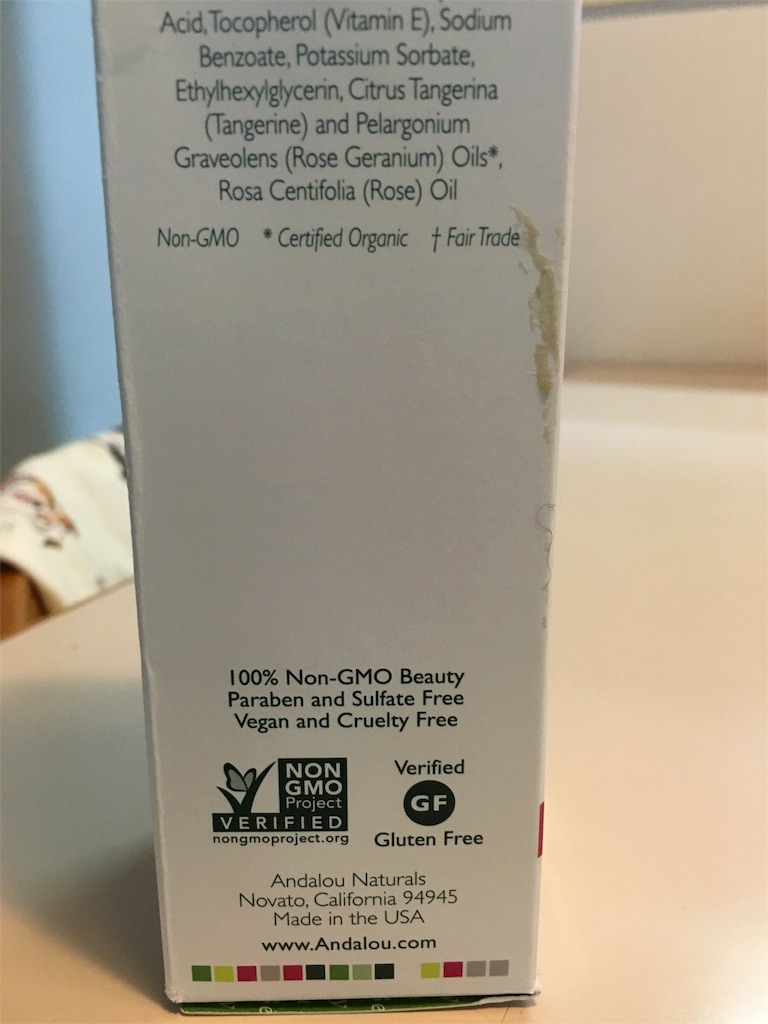 Acid, Tocopherol (Vitamin E), Sodium
Benzoate, Potassium Sorbate,
Ethylhexylglycerin, Citrus Tangerina
(Tangerine) and Pelargonium
Graveolens (Rose Geranium) Oils*,
Rosa Centifolia (Rose) Oil
Non-GMO * Certified Organic † Fair Trade
100% Non-GMO Beauty
Paraben and Sulfate Free
Vegan and Cruelty Free
NON
GMO
Project
VERIFIED
nongmoproject.org
Verified
GF
Gluten Free
Andalou Naturals
Novato, California 94945
Made in the USA
www.Andalou.com